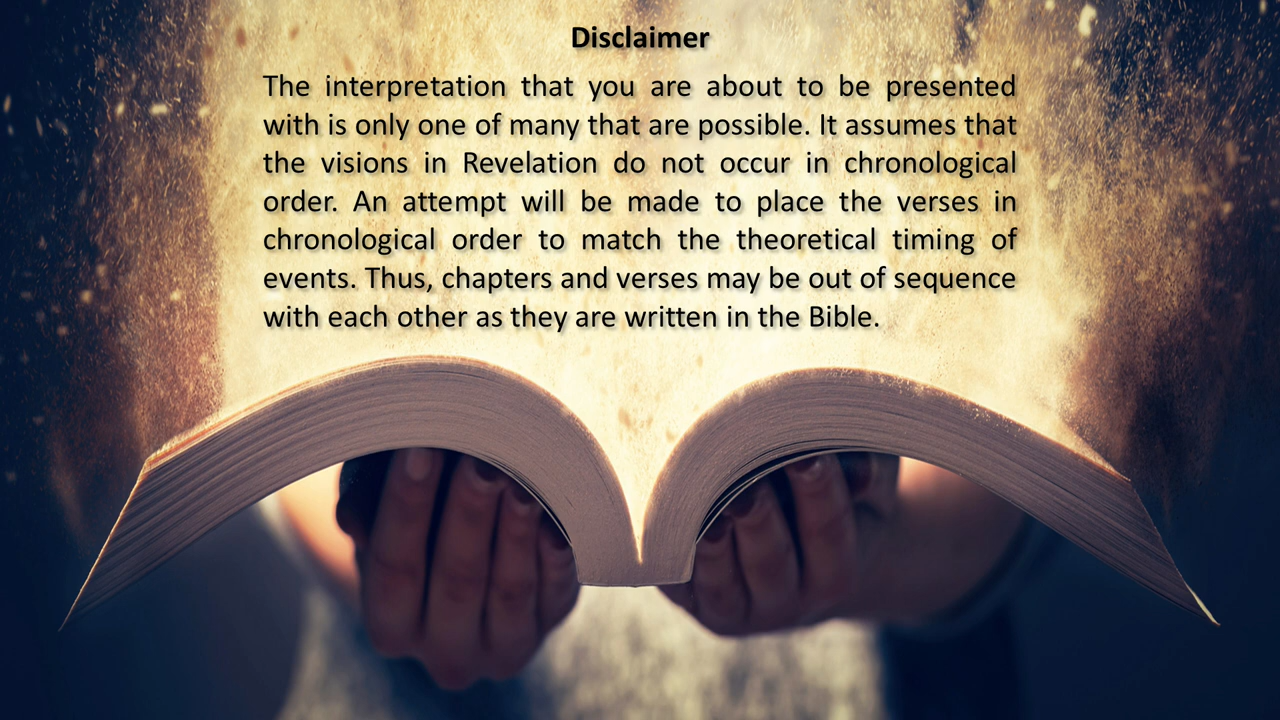 Disclaimer
The interpretation that you are about to be presented
with is only one of many that are possible. It assumes that
the visions in Revelation do not occur in chronological
order. An attempt will be made to place the verses in
chronological order to match the theoretical timing of
events. Thus, chapters and verses may be out of sequence
with each other as they are written in the Bible.